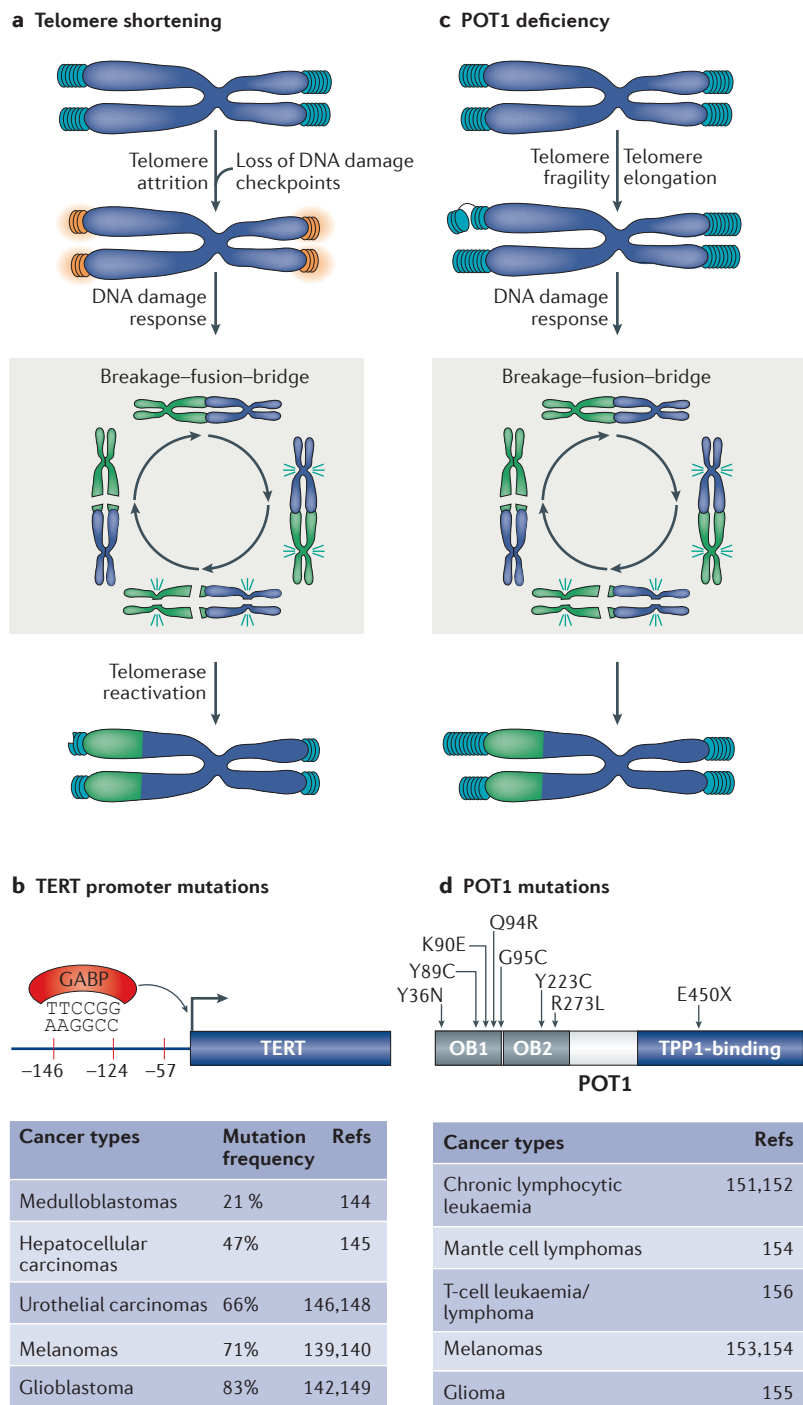 a Telomere shortening
Telomere
attrition
Loss of DNA damage
checkpoints
DNA damage
response
Breakage–fusion–bridge
Telomerase
reactivation
c POT1 deficiency
Telomere
fragility
Telomere
elongation
DNA damage
response
Breakage–fusion–bridge
b TERT promoter mutations
GABP
TTCCGG
AAGGCC
TERT
–146 –124 –57
Cancer types Mutation Refs
frequency
Medulloblastomas 21 % 144
Hepatocellular 47% 145
carcinomas
Urothelial carcinomas 66% 146,148
Melanomas 71% 139,140
Glioblastoma 83% 142,149
d POT1 mutations
Q94R
K90E
G95C
Y89C
Y223C
Y36N
R273L
E450X
OB1 OB2 TPP1-binding
POT1
Cancer types Refs
Chronic lymphocytic 151,152
leukaemia
Mantle cell lymphomas 154
T-cell leukaemia/ 156
lymphoma
Melanomas 153,154
Glioma 155